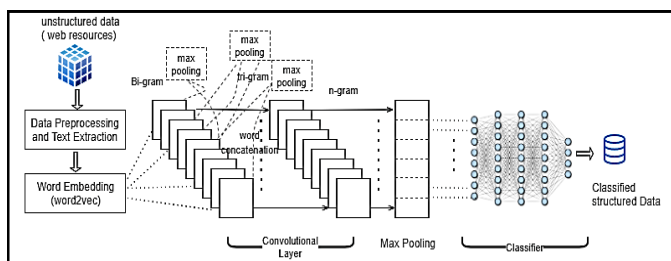 unstructured data
( web resources)
Data Preprocessing
and Text Extraction
Word Embedding
(word2vec)
Bi-gram
max
pooling
max
pooling
tri-gram
max
pooling
n-gram
word
concatenation
Convolutional
Layer
Max Pooling
Classifier
Classified
structured Data